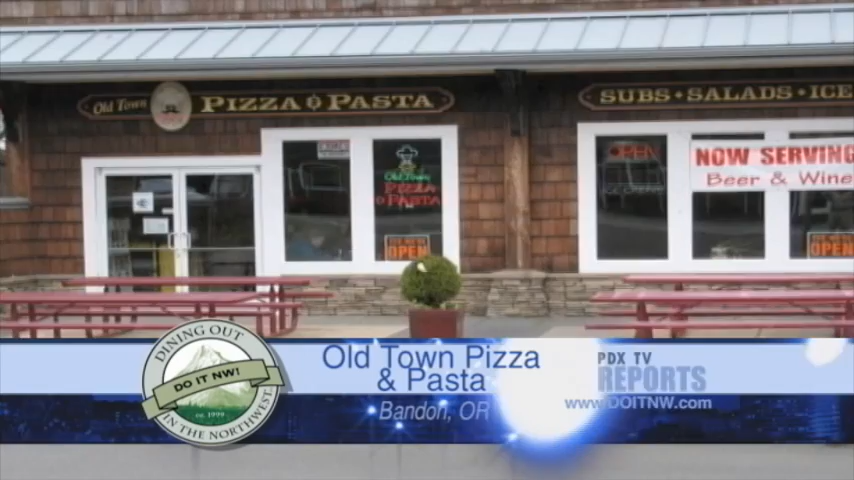 Old Town PIZZA & PASTA
SUBS • SALADS • ICE
Old Town
PIZZA
& PASTA
OPEN
OPEN
NOW SERVING
Beer & Wine
OPEN
DINING OUT
DO IT NW!
est. 1999
IN THE NORTHWEST
Old Town Pizza
& Pasta
Bandon, OR
PDX TV
REPORTS
www.DOITNW.com